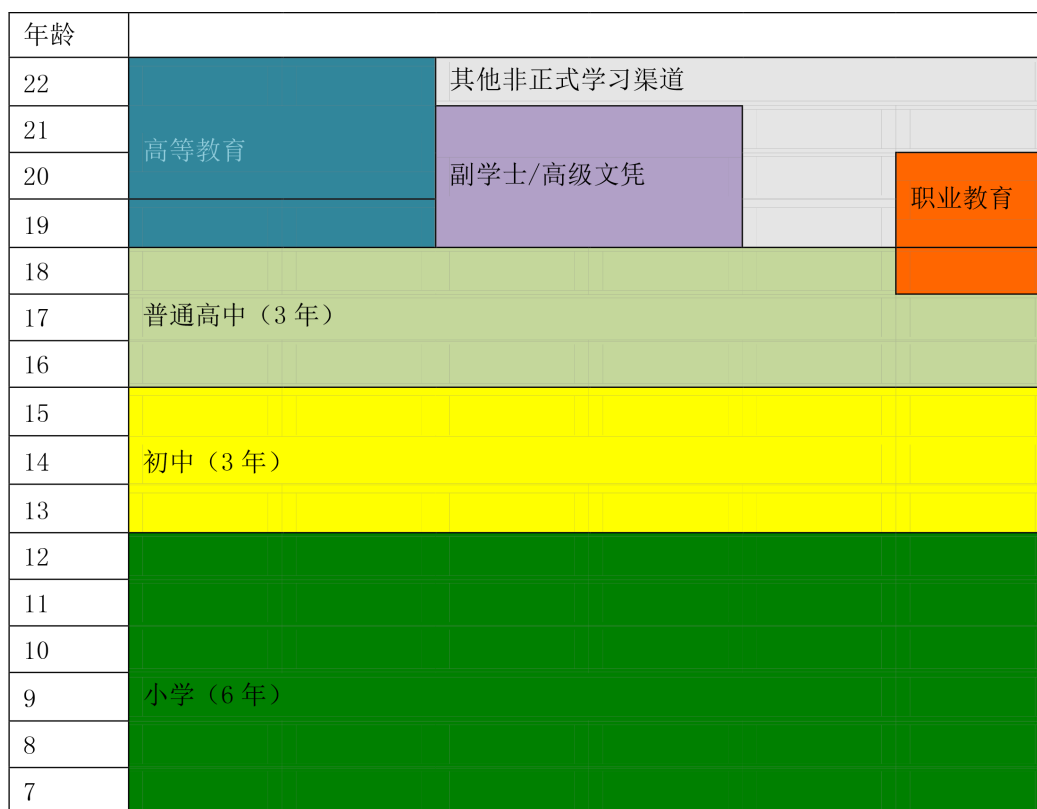 年龄
22
其他非正式学习渠道
21
高等教育
20
副学士/高级文凭
职业教育
19
18
17
普通高中（3 年）
16
15
14
初中（3 年）
13
12
11
10
9
小学（6 年）
8
7